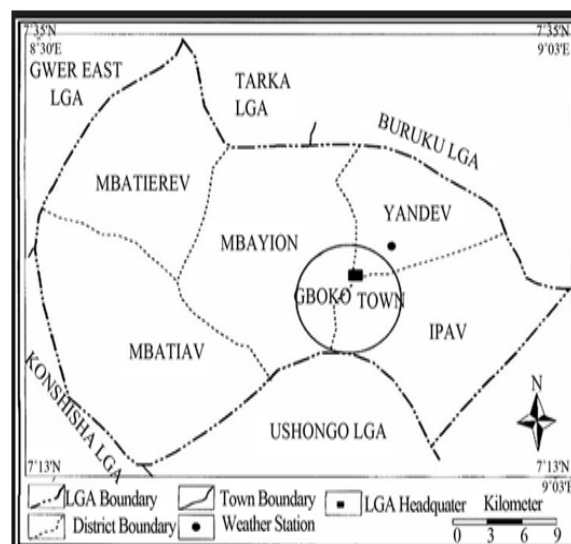 7˚35'N
7˚35'N
8˚30'E
9˚03'E
GWER EAST
LGA
TARKA
LGA
BURUKU LGA
MBATIEREV
YANDEV
MBAYION
GBOKO TOWN
IPAV
MBATIAV
KONSHISHA LGA
USHONGO LGA
N
7˚13'N
7˚13'N
9˚03'E
LGA Boundary
Town Boundary
LGA Headquater
Kilometer
District Boundary
Weather Station
0 3 6 9